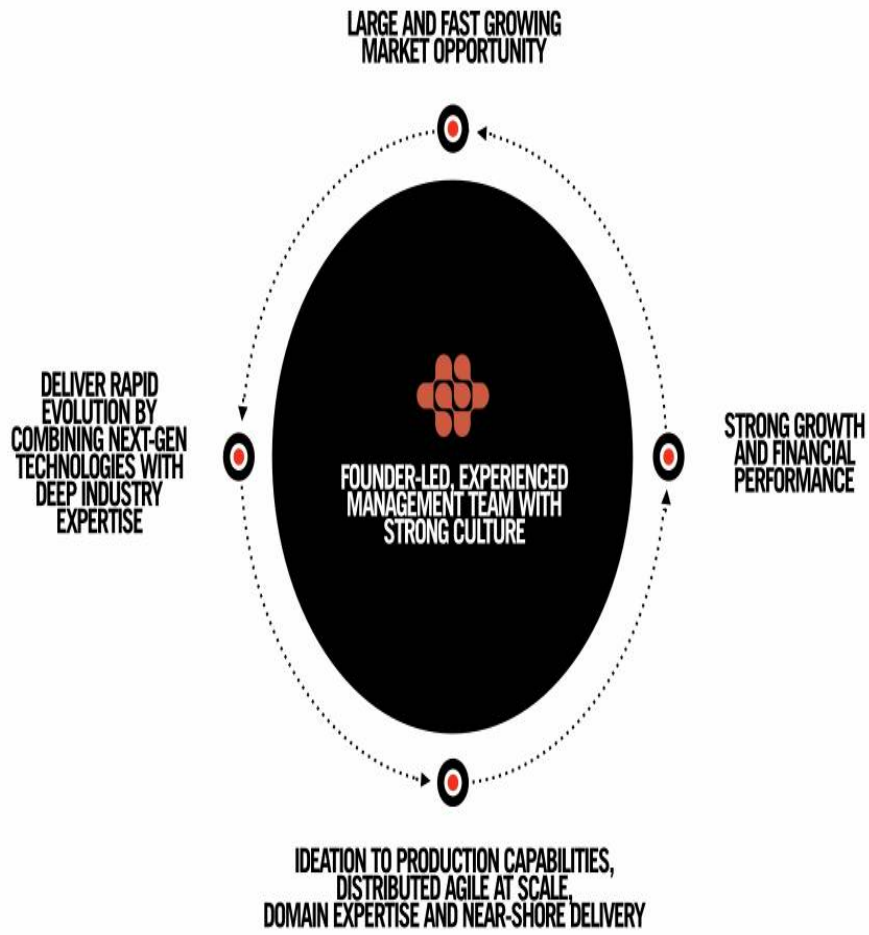 LARGE AND FAST GROWING
MARKET OPPORTUNITY
DELIVER RAPID
EVOLUTION BY
COMBINING NEXT-GEN
TECHNOLOGIES WITH
DEEP INDUSTRY
EXPERTISE
FOUNDER-LED, EXPERIENCED
MANAGEMENT TEAM WITH
STRONG CULTURE
STRONG GROWTH
AND FINANCIAL
PERFORMANCE
IDEATION TO PRODUCTION CAPABILITIES,
DISTRIBUTED AGILE AT SCALE,
DOMAIN EXPERTISE AND NEAR-SHORE DELIVERY